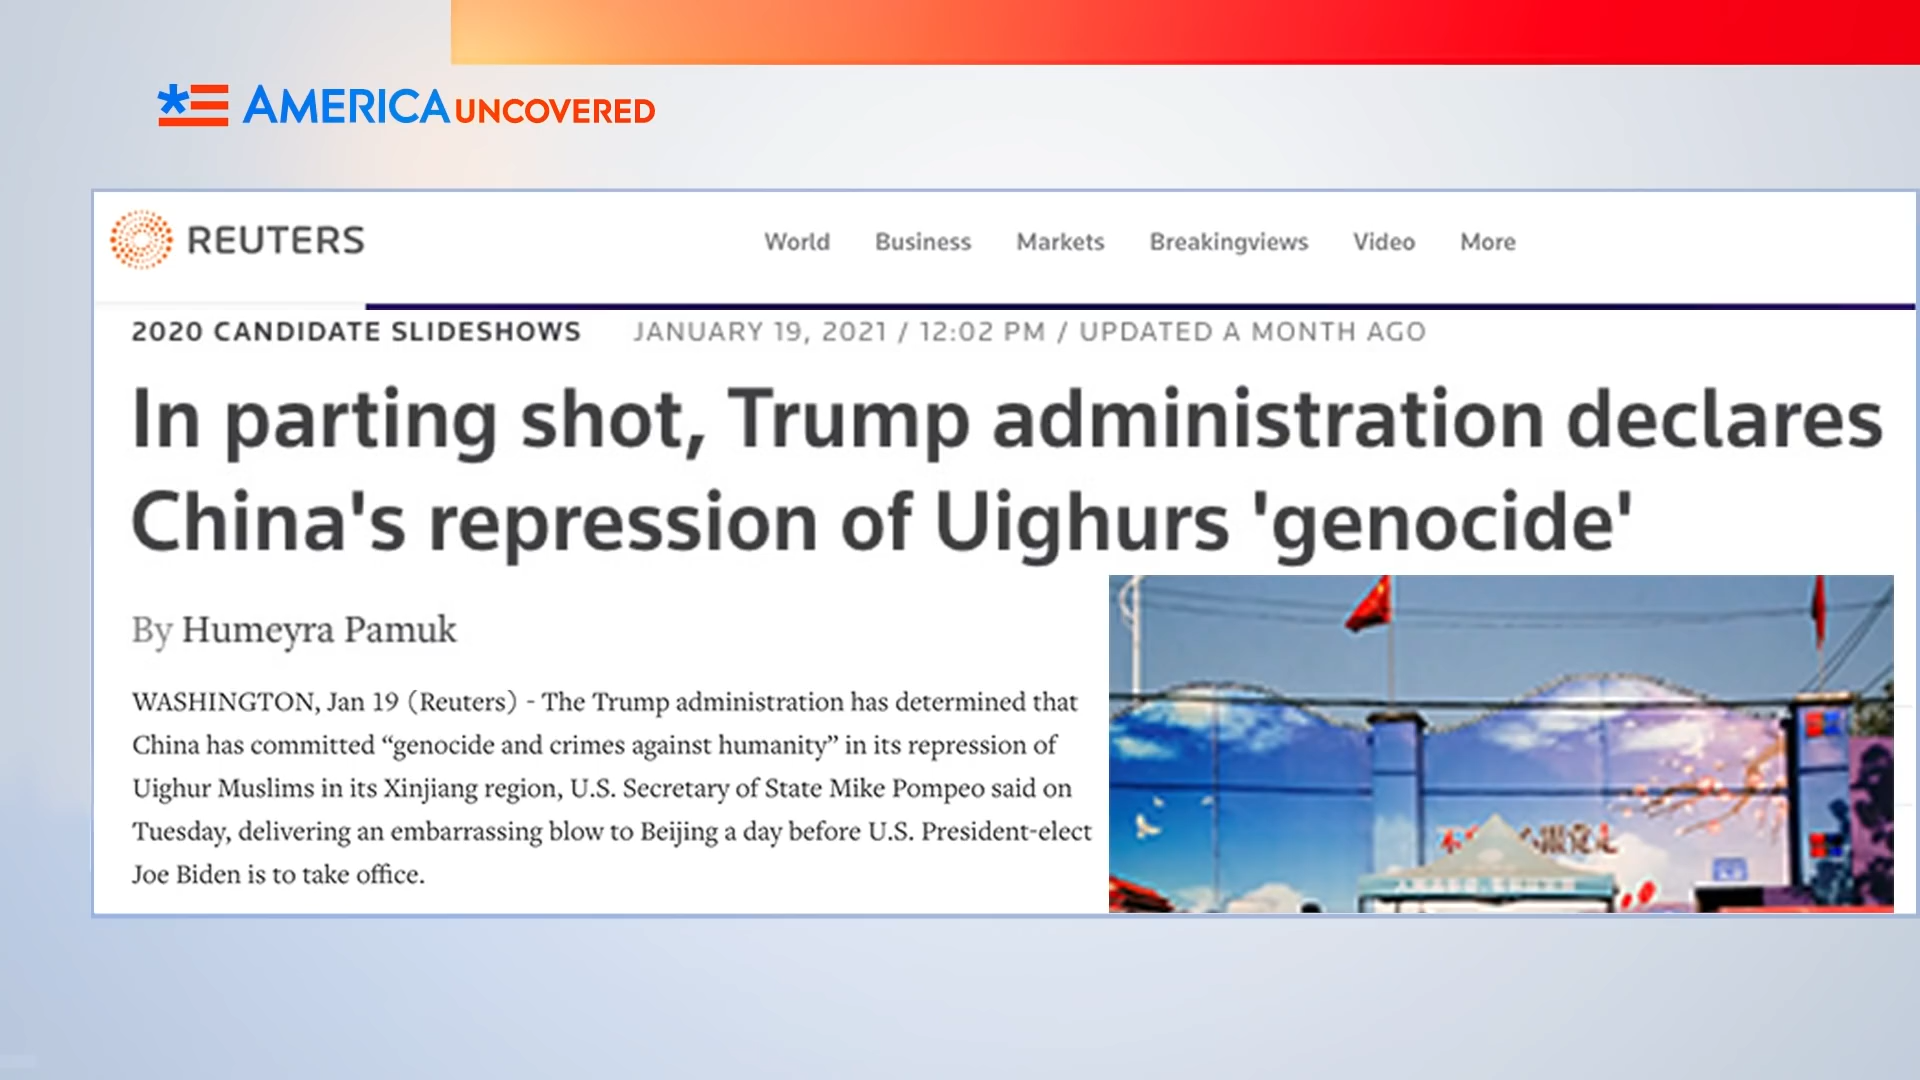 AMERICA UNCOVERED
REUTERS
World Business Markets Breakingviews Video More
2020 CANDIDATE SLIDESHOWS JANUARY 19, 2021 / 12:02 PM / UPDATED A MONTH AGO
In parting shot, Trump administration declares
China's repression of Uighurs 'genocide'
By Humeyra Pamuk
WASHINGTON, Jan 19 (Reuters) - The Trump administration has determined that
China has committed “genocide and crimes against humanity” in its repression of
Uighur Muslims in its Xinjiang region, U.S. Secretary of State Mike Pompeo said on
Tuesday, delivering an embarrassing blow to Beijing a day before U.S. President-elect
Joe Biden is to take office.